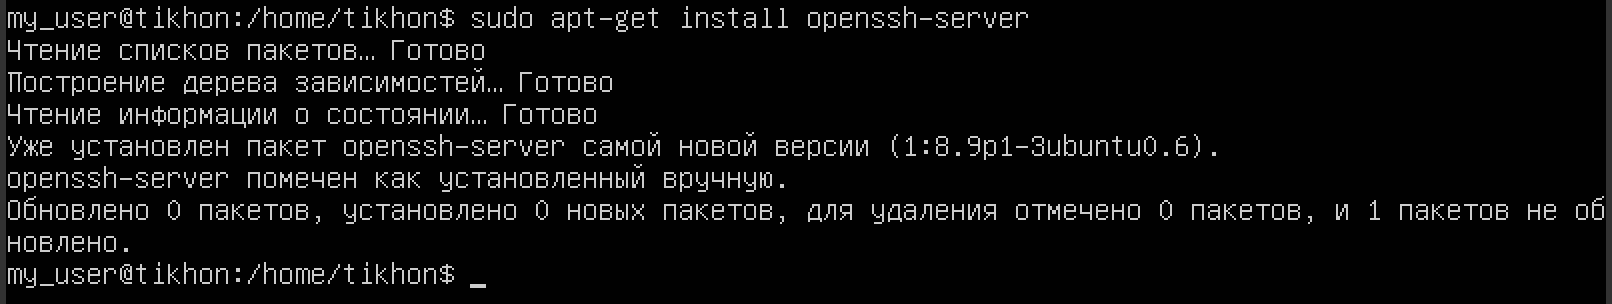 my_user@tikhon:/home/tikhon$ sudo apt-get install openssh-server
Чтение списков пакетов… Готово
Построение дерева зависимостей… Готово
Чтение информации о состоянии… Готово
Уже установлен пакет openssh-server самой новой версии (1:8.9p1-3ubuntu0.6).
openssh-server помечен как установленный вручную.
Обновлено 0 пакетов, установлено 0 новых пакетов, для удаления отмечено 0 пакетов, и 1 пакетов не об
новлено.
my_user@tikhon:/home/tikhon$ _